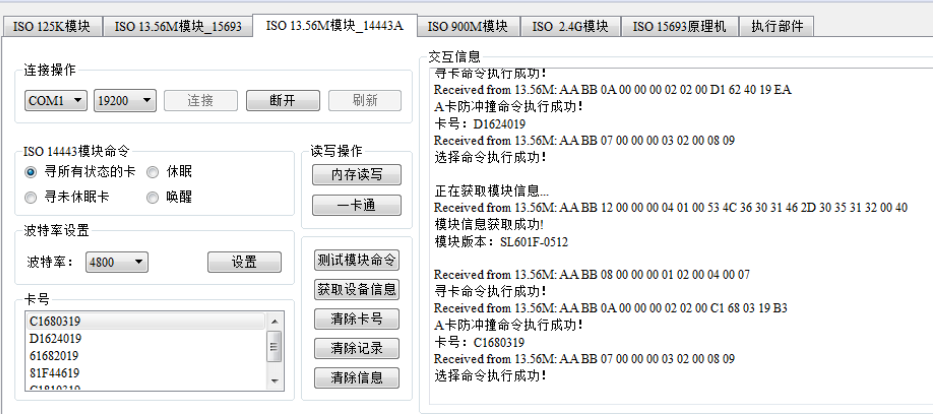 ISO 125K模块 ISO 13.56M模块_15693 ISO 13.56M模块_14443A ISO 900M模块 ISO 2.4G模块 ISO 15693原理机 执行部件
连接操作
COM1 19200 连接 断开 刷新
ISO 14443模块命令
寻所有状态的卡 休眠
寻未休眠卡 唤醒
读写操作
内存读写
一卡通
波特率设置
波特率： 4800 设置
测试模块命令
获取设备信息
清除卡号
清除记录
清除信息
卡号
C1680319
D1624019
61682019
81F44619
C1810319
交互信息
寻卡命令执行成功！
Received from 13.56M: AA BB 0A 00 00 00 02 02 00 D1 62 40 19 EA
A卡防冲撞命令执行成功！
卡号：D1624019
Received from 13.56M: AA BB 07 00 00 00 03 02 00 08 09
选择命令执行成功！
正在获取模块信息...
Received from 13.56M: AA BB 12 00 00 00 04 01 00 53 4C 36 30 31 46 2D 30 35 31 32 00 40
模块信息获取成功!
模块版本：SL601F-0512
Received from 13.56M: AA BB 08 00 00 00 01 02 00 04 00 07
寻卡命令执行成功！
Received from 13.56M: AA BB 0A 00 00 00 02 02 00 C1 68 03 19 B3
A卡防冲撞命令执行成功！
卡号：C1680319
Received from 13.56M: AA BB 07 00 00 00 03 02 00 08 09
选择命令执行成功！